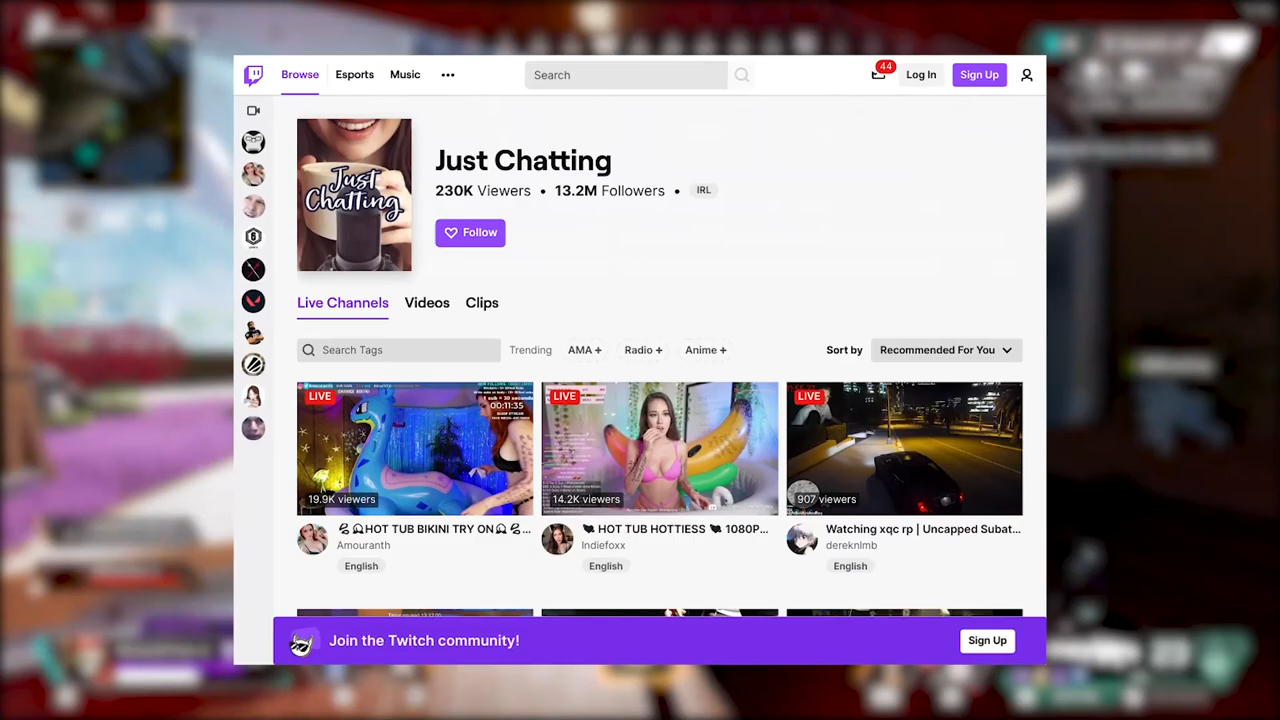 Browse Esports Music ••• Search 44 Log In Sign Up
Just Chatting
230K Viewers • 13.2M Followers • IRL
Just
Chatting
Follow
Live Channels Videos Clips
Search Tags Trending AMA + Radio + Anime + Sort by Recommended For You
LIVE LIVE LIVE
00:11:35
19.9K viewers 14.2K viewers 907 viewers
HOT TUB BIKINI TRY ON ... HOT TUB HOTTIESS 1080P... Watching xqc rp | Uncapped Subat...
Amouranth Indiefoxx dereknlmb
English English English
Join the Twitch community! Sign Up